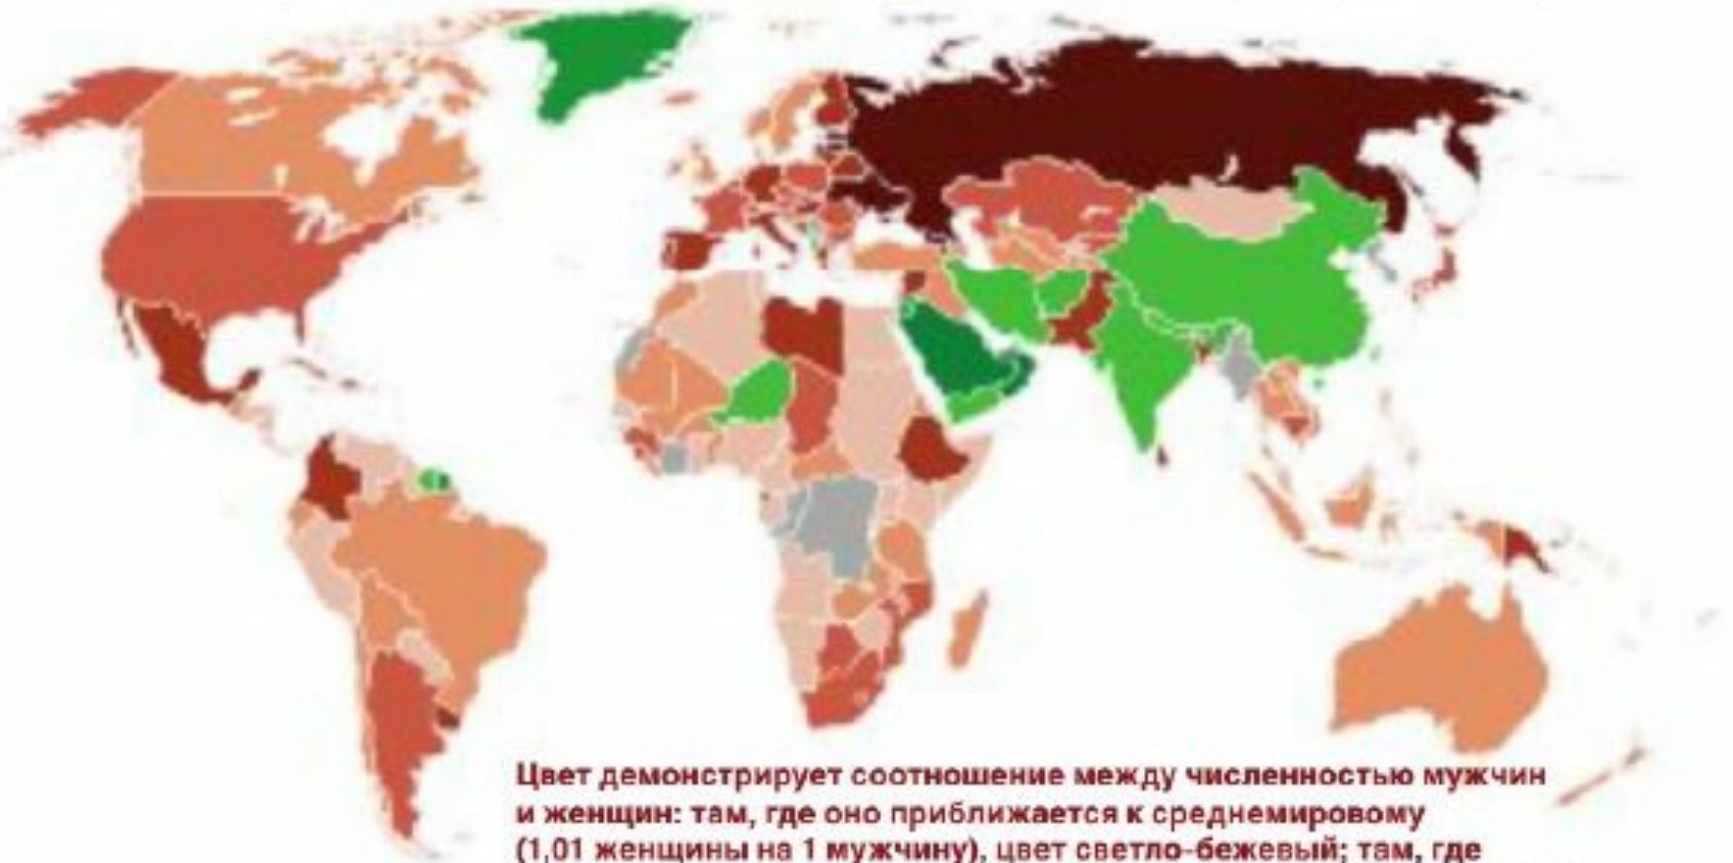 Цвет демонстрирует соотношение между численностью мужчин
и женщин: там, где оно приближается к среднемировому
(1,01 женщины на 1 мужчину), цвет светло-бежевый; там, где